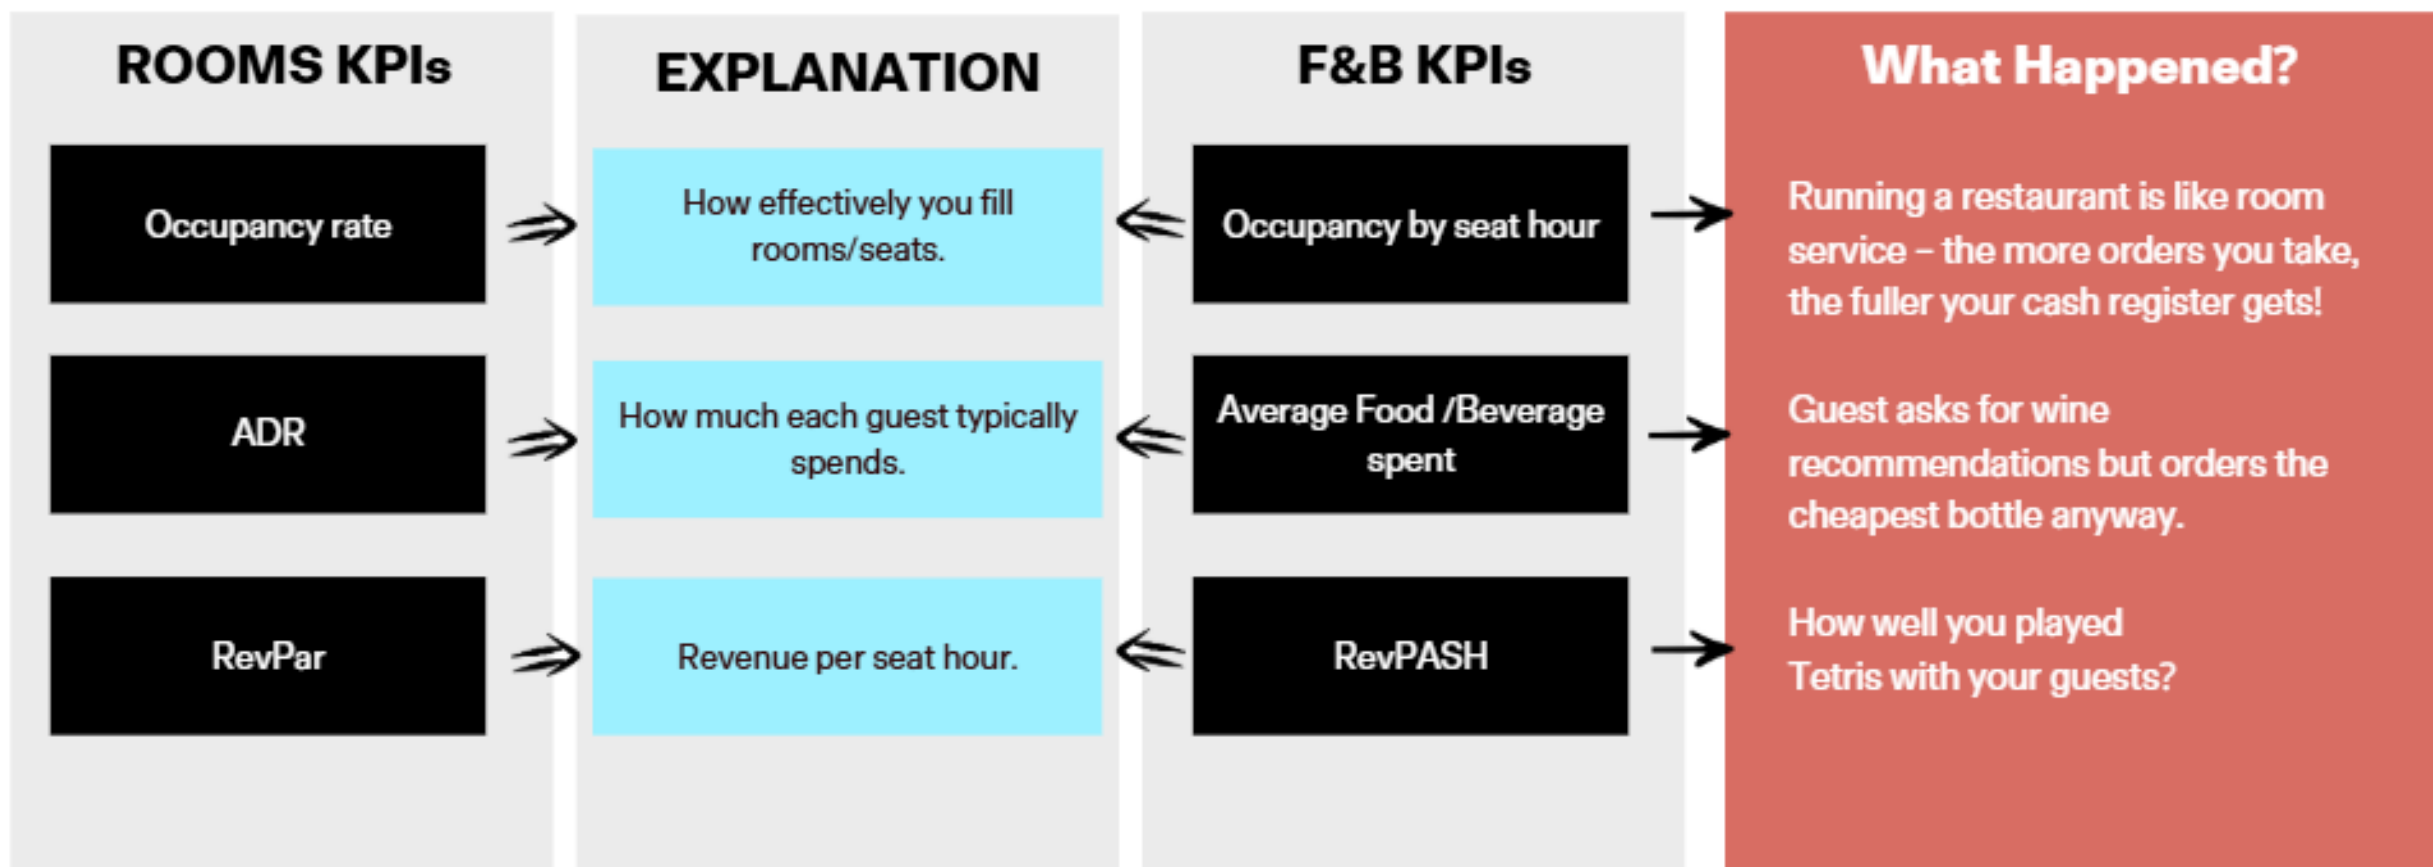 ROOMS KPIs
Occupancy rate
ADR
RevPar
EXPLANATION
How effectively you fill
rooms/seats.
How much each guest typically
spends.
Revenue per seat hour.
F&B KPIs
Occupancy by seat hour
Average Food /Beverage
spent
RevPASH
What Happened?
Running a restaurant is like room
service – the more orders you take,
the fuller your cash register gets!
Guest asks for wine
recommendations but orders the
cheapest bottle anyway.
How well you played
Tetris with your guests?